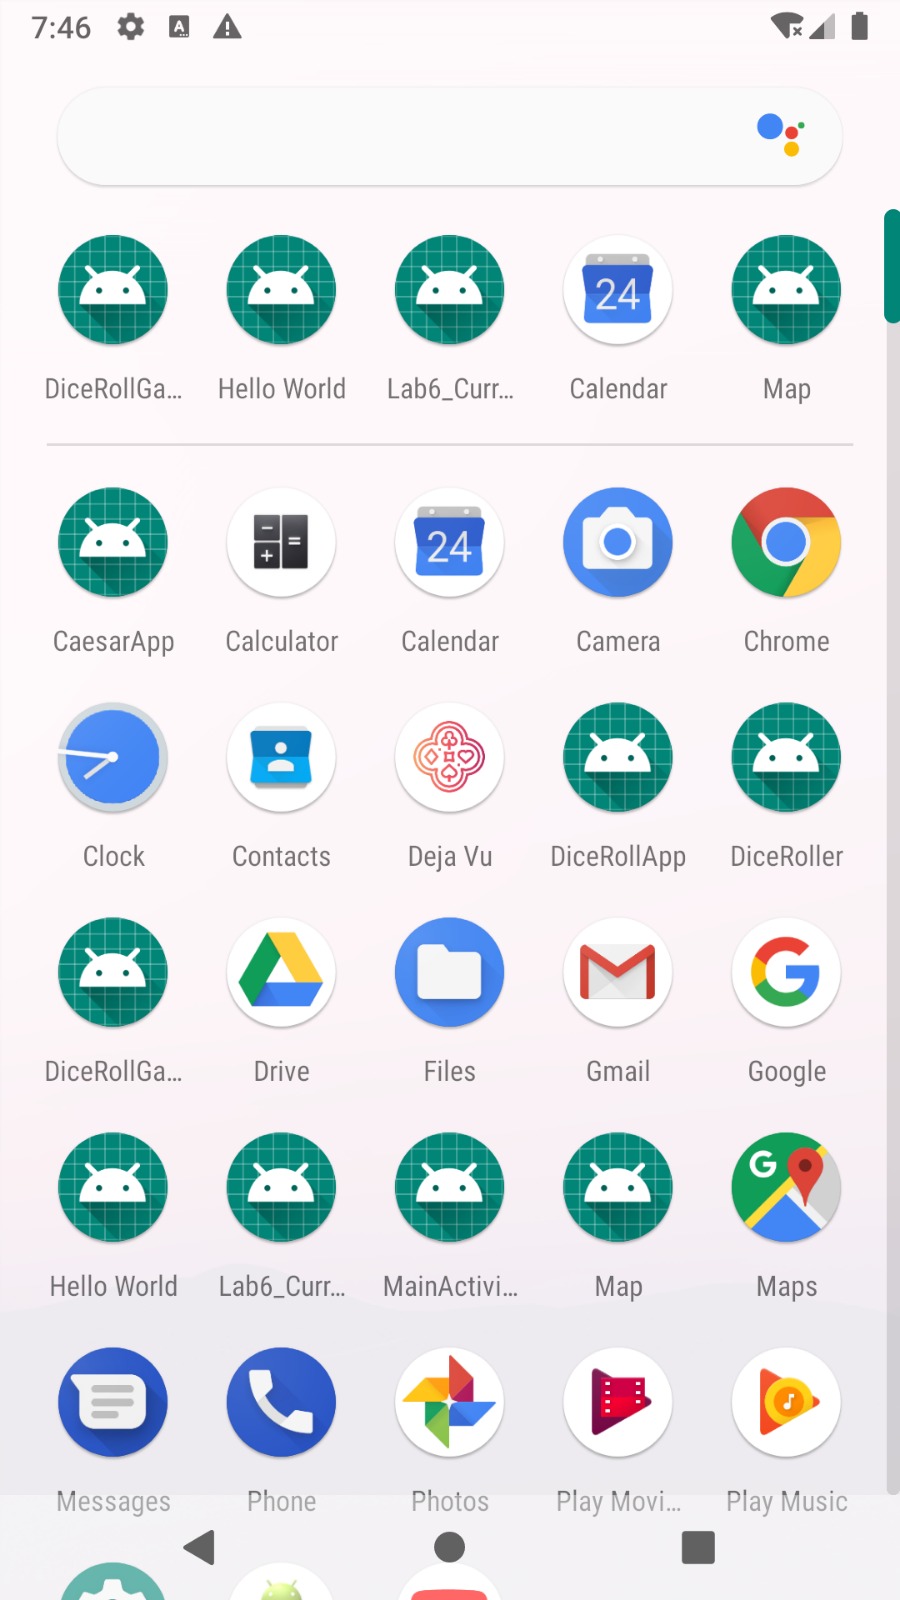 7:46
DiceRollGa...
Hello World
Lab6_Curr...
24
Calendar
Map
CaesarApp
Calculator
24
Calendar
Camera
Chrome
Clock
Contacts
Deja Vu
DiceRollApp
DiceRoller
DiceRollGa...
Drive
Files
Gmail
Google
Hello World
Lab6_Curr...
MainActivi...
Map
Maps
Messages
Phone
Photos
Play Movi...
Play Music